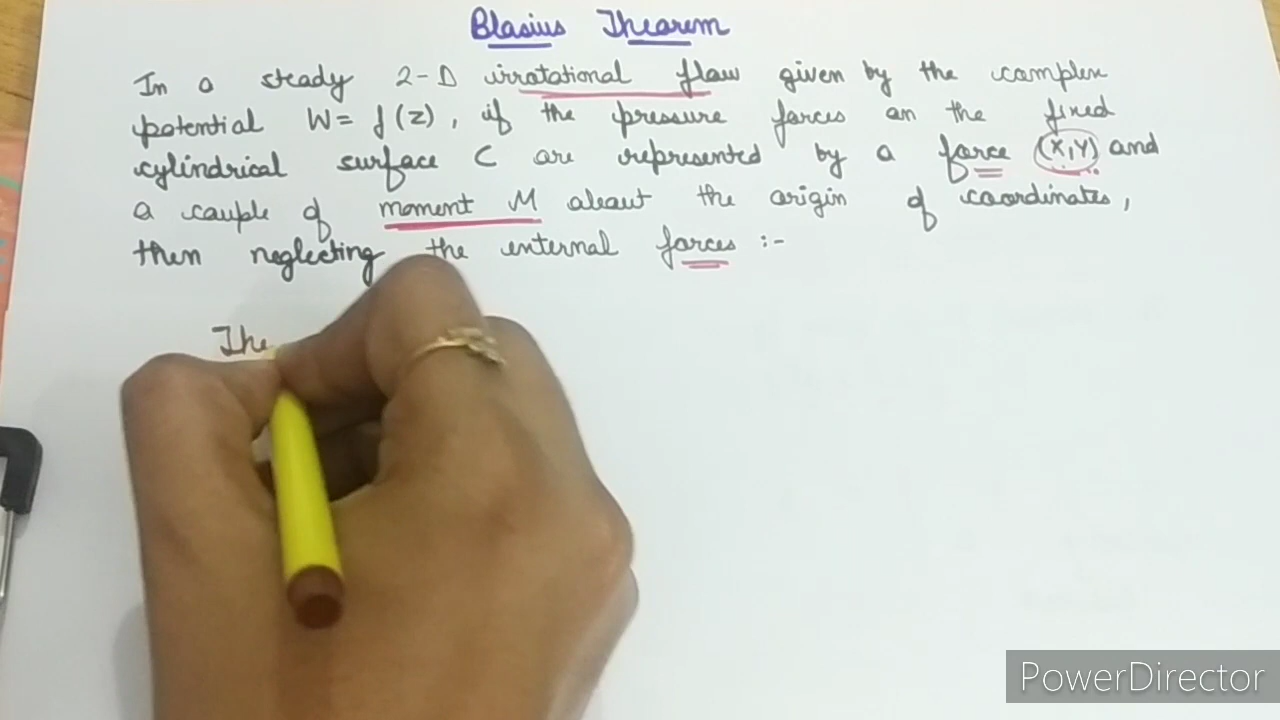 Blasius Thearem
In a steady 2-D irrotational flow given by the complex
potential W = f(z), if the pressure forces on the fixed
cylindrical surface C are represented by a force (X,Y) and
a couple of moment M about the origin of coordinates,
then neglecting the external forces :-
The
PowerDirector